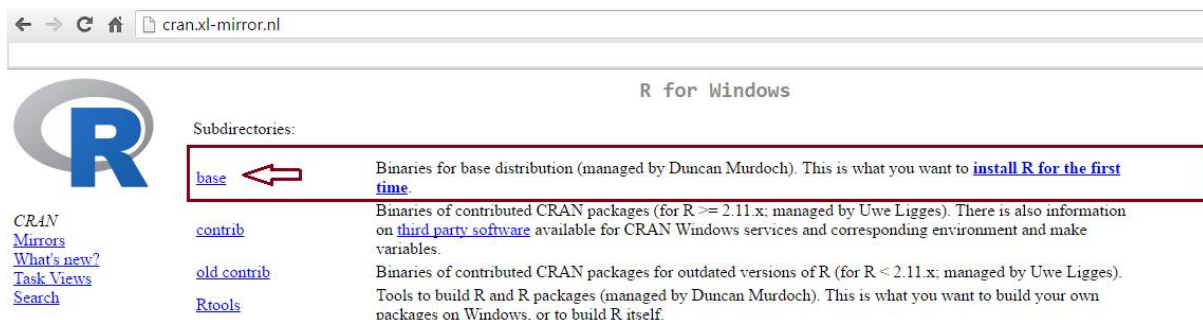 cran.xl-mirror.nl
R for Windows
R
Subdirectories:
base
Binaries for base distribution (managed by Duncan Murdoch). This is what you want to install R for the first
time.
CRAN
Mirrors
What's new?
Task Views
Search
contrib
Binaries of contributed CRAN packages (for R >= 2.11.x; managed by Uwe Ligges). There is also information
on third party software available for CRAN Windows services and corresponding environment and make
variables.
old contrib
Binaries of contributed CRAN packages for outdated versions of R (for R < 2.11.x; managed by Uwe Ligges).
Rtools
Tools to build R and R packages (managed by Duncan Murdoch). This is what you want to build your own
packages on Windows, or to build R itself.